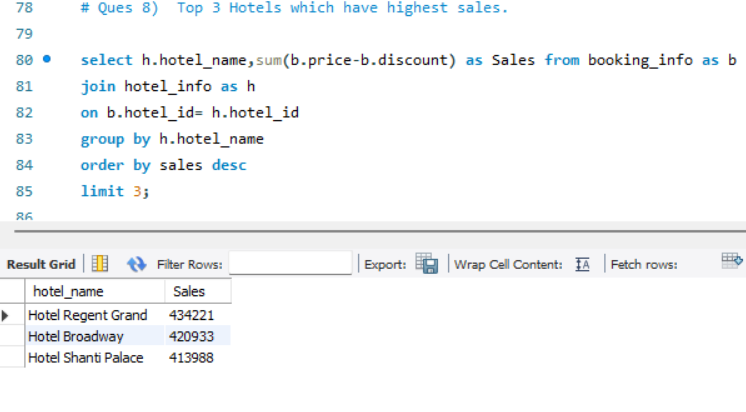 78 # Ques 8) Top 3 Hotels which have highest sales.
79
80 select h.hotel_name,sum(b.price-b.discount) as Sales from booking_info as b
81 join hotel_info as h
82 on b.hotel_id= h.hotel_id
83 group by h.hotel_name
84 order by sales desc
85 limit 3;
86
Result Grid Filter Rows: Export: Wrap Cell Content: IA Fetch rows:
hotel_name Sales
Hotel Regent Grand 434221
Hotel Broadway 420933
Hotel Shanti Palace 413988